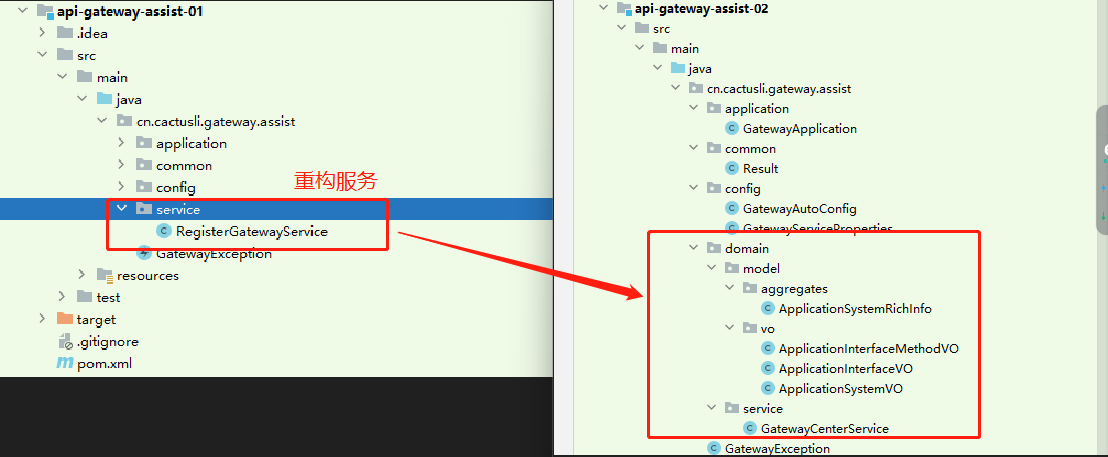 api-gateway-assist-01
.idea
src
main
java
cn.cactusli.gateway.assist
application
common
config
重构服务
service
RegisterGatewayService
GatewayException
resources
test
target
.gitignore
pom.xml
api-gateway-assist-02
src
main
java
cn.cactusli.gateway.assist
application
GatewayApplication
common
Result
config
GatewayAutoConfig
GatewayServiceProperties
domain
model
aggregates
ApplicationSystemRichInfo
vo
ApplicationInterfaceMethodVO
ApplicationInterfaceVO
ApplicationSystemVO
service
GatewayCenterService
GatewayException